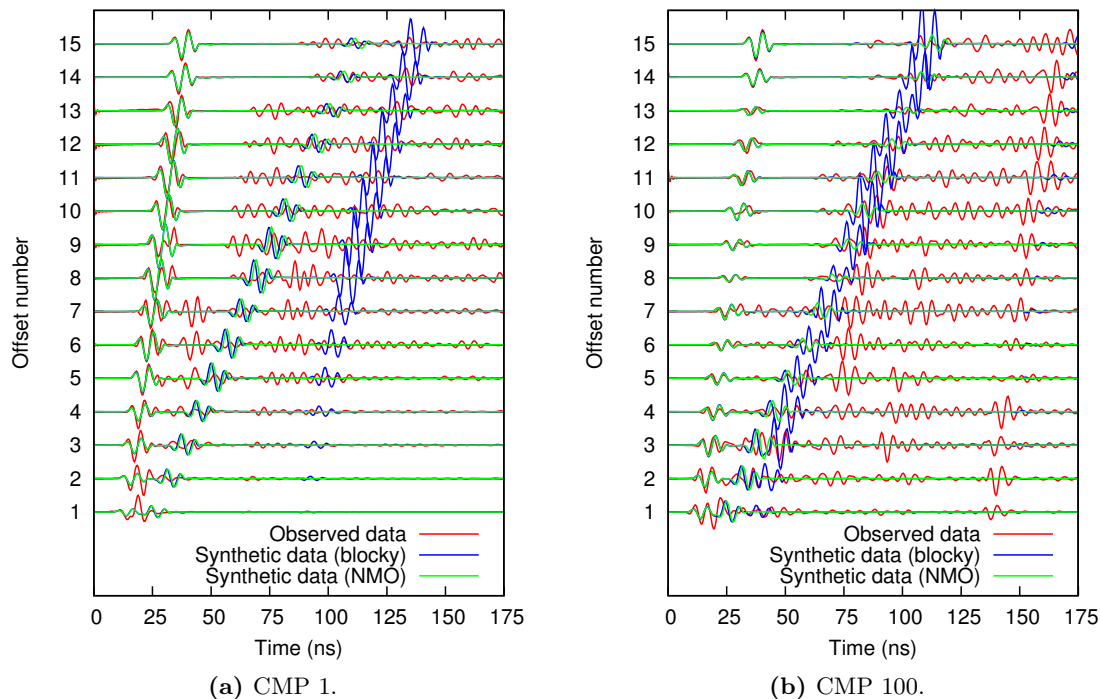 15
14
13
12
11
10
9
8
7
6
5
4
3
2
1
Offset number
Observed data
Synthetic data (blocky)
Synthetic data (NMO)
0 25 50 75 100 125 150 175
Time (ns)
(a) CMP 1.
15
14
13
12
11
10
9
8
7
6
5
4
3
2
1
Offset number
Observed data
Synthetic data (blocky)
Synthetic data (NMO)
0 25 50 75 100 125 150 175
Time (ns)
(b) CMP 100.